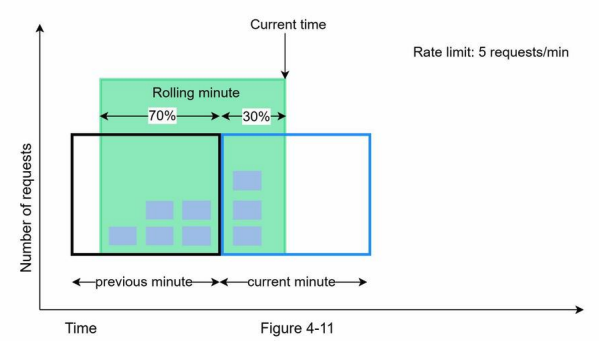 Current time
Rate limit: 5 requests/min
Rolling minute
70%
30%
Number of requests
previous minute
current minute
Time
Figure 4-11